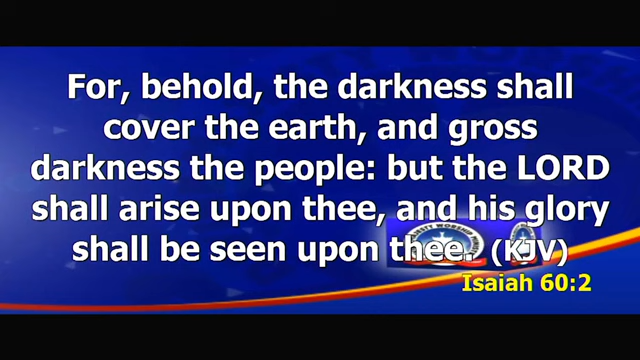 For, behold, the darkness shall
cover the earth, and gross
darkness the people: but the LORD
shall arise upon thee, and his glory
shall be seen upon thee. (KJV)
Isaiah 60:2